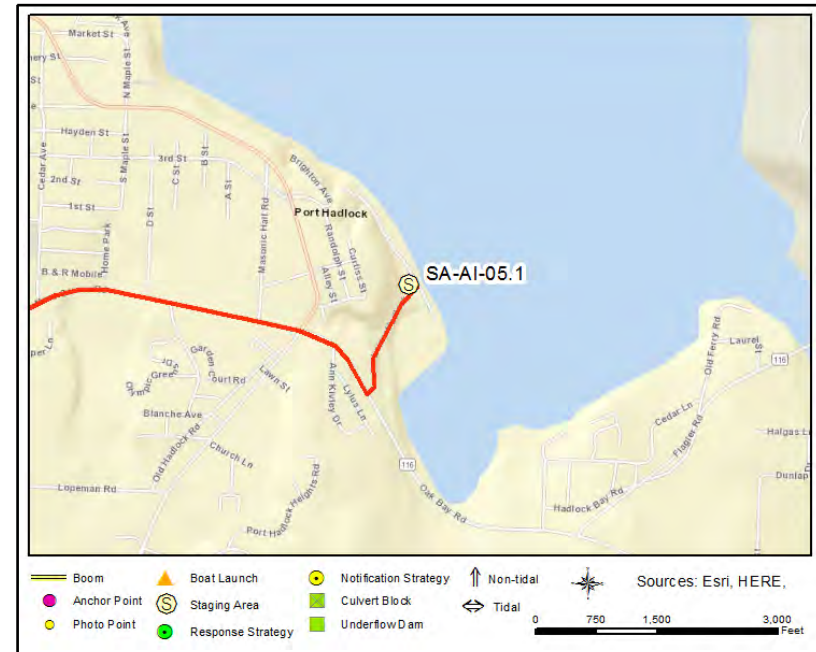 Market St
N Maple St
Hayden St
S Maple St
Cedar Ave
3rd St
B St
C St
A St
2nd St
1st St
D St
Home Park
Masonic Hall Rd
Brighton Ave
Port Hadlock
Randolph St
Curtiss St
Alley St
B.& R Mobile
SA-AI-05.1
Garden Court Rd
Lawn St
Ann Kivley Dr
Lylus Ln
Blanche Ave
Old Hadlock Rd
Church Ln
Lopeman Rd
Port Hadlock Heights Rd
116
Oak Bay Rd
Old Ferry Rd
Laurel St
116
Cedar Ln
Flagler Rd
Halgas Ln
Dunlap
Hadlock Bay Rd
Boom
Boat Launch
Notification Strategy
Non-tidal
Sources: Esri, HERE,
Anchor Point
S
Staging Area
Culvert Block
Tidal
Photo Point
Response Strategy
Underflow Dam
0 750 1,500 3,000
Feet